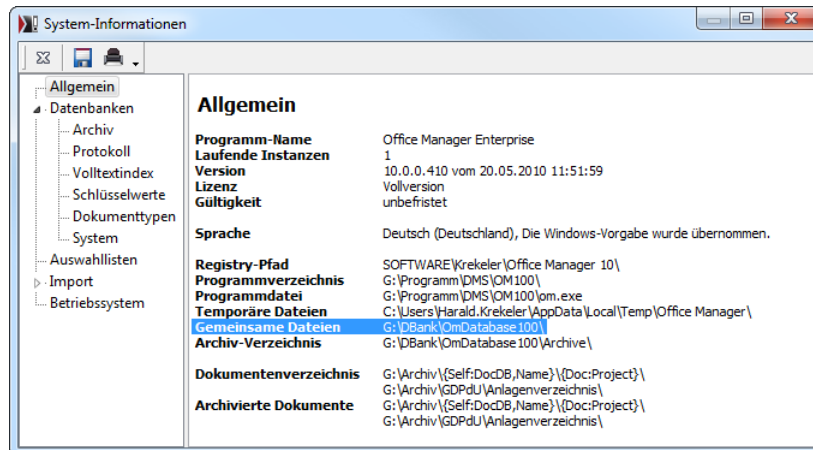 System-Informationen
Allgemein
Datenbanken
Archiv
Protokoll
Volltextindex
Schlüsselwerte
Dokumenttypen
System
Auswahllisten
Import
Betriebssystem
Allgemein
Programm-Name Office Manager Enterprise
Laufende Instanzen 1
Version 10.0.0.410 vom 20.05.2010 11:51:59
Lizenz Vollversion
Gültigkeit unbefristet
Sprache Deutsch (Deutschland), Die Windows-Vorgabe wurde übernommen.
Registry-Pfad SOFTWARE\Krekeler\Office Manager 10\
Programmverzeichnis G:\Programm\DMS\OM100\
Programmdatei G:\Programm\DMS\OM100\om.exe
Temporäre Dateien C:\Users\Harald.Krekeler\AppData\Local\Temp\Office Manager\
Gemeinsame Dateien G:\DBank\OmDatabase100\
Archiv-Verzeichnis G:\DBank\OmDatabase100\Archive\
Dokumentenverzeichnis G:\Archiv\{Self:DocDB,Name}\{Doc:Project}\
G:\Archiv\GDPdU\Anlagenverzeichnis\
Archivierte Dokumente G:\Archiv\{Self:DocDB,Name}\{Doc:Project}\
G:\Archiv\GDPdU\Anlagenverzeichnis\